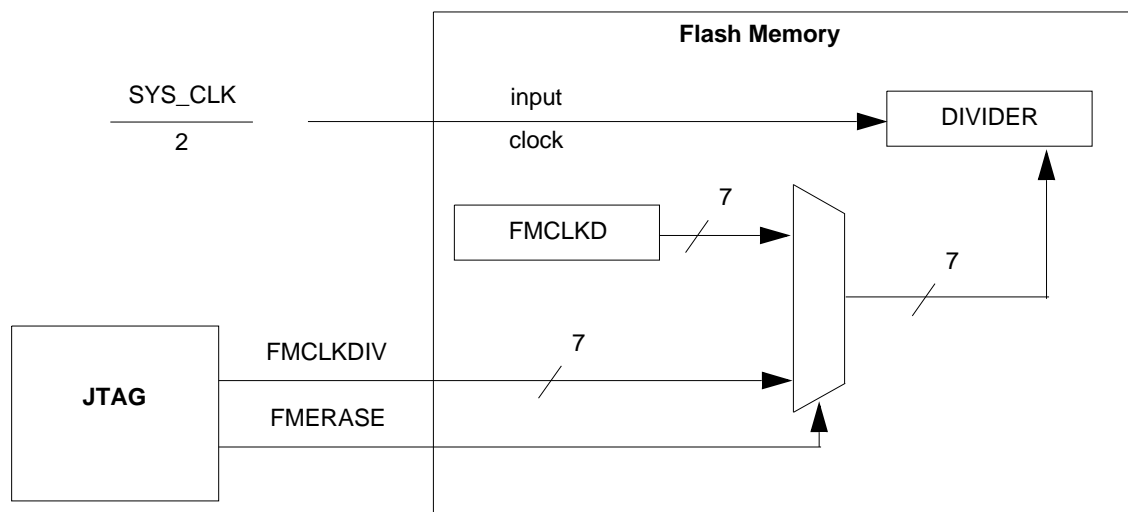 Flash Memory
SYS_CLK
2
input
clock
DIVIDER
7
FMCLKD
7
FMCLKDIV
7
JTAG
FMERASE